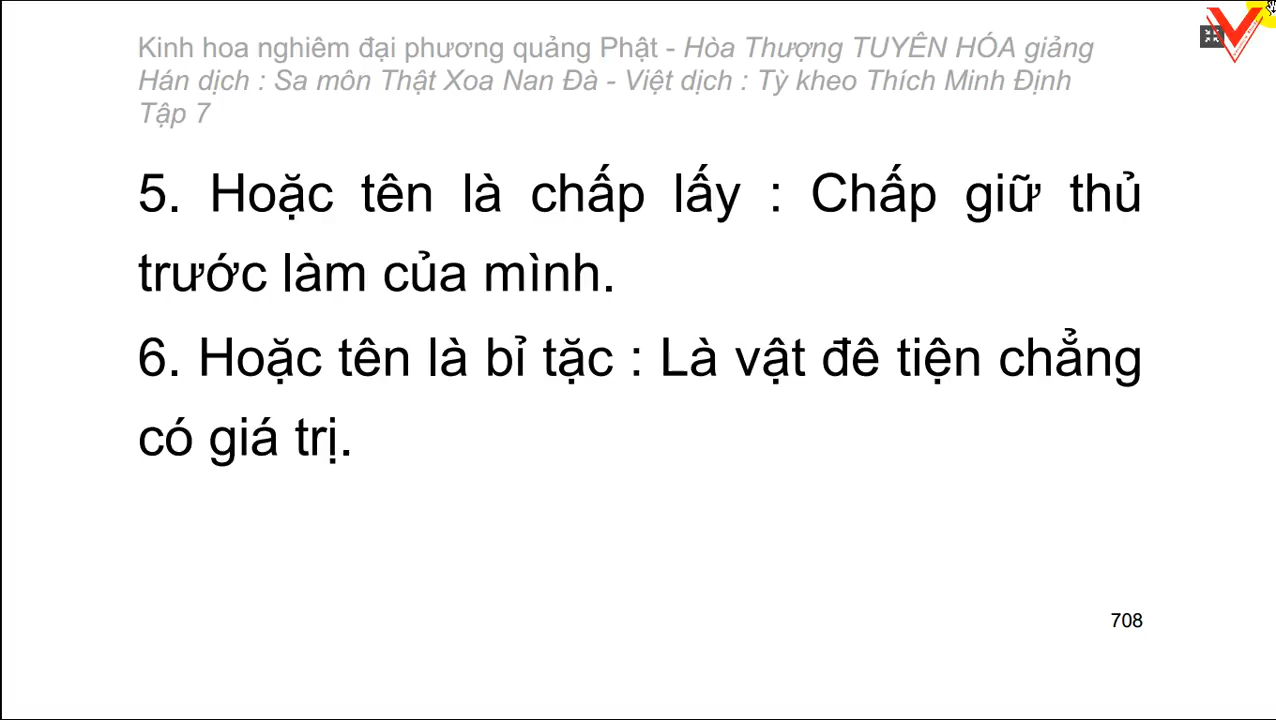 Kinh hoa nghiêm đại phương quảng Phật - Hòa Thượng TUYÊN HÓA giảng
Hán dịch : Sa môn Thật Xoa Nan Đà - Việt dịch : Tỳ kheo Thích Minh Định
Tập 7
5. Hoặc tên là chấp lấy : Chấp giữ thủ
trước làm của mình.
6. Hoặc tên là bỉ tặc : Là vật đê tiện chẳng
có giá trị.
708